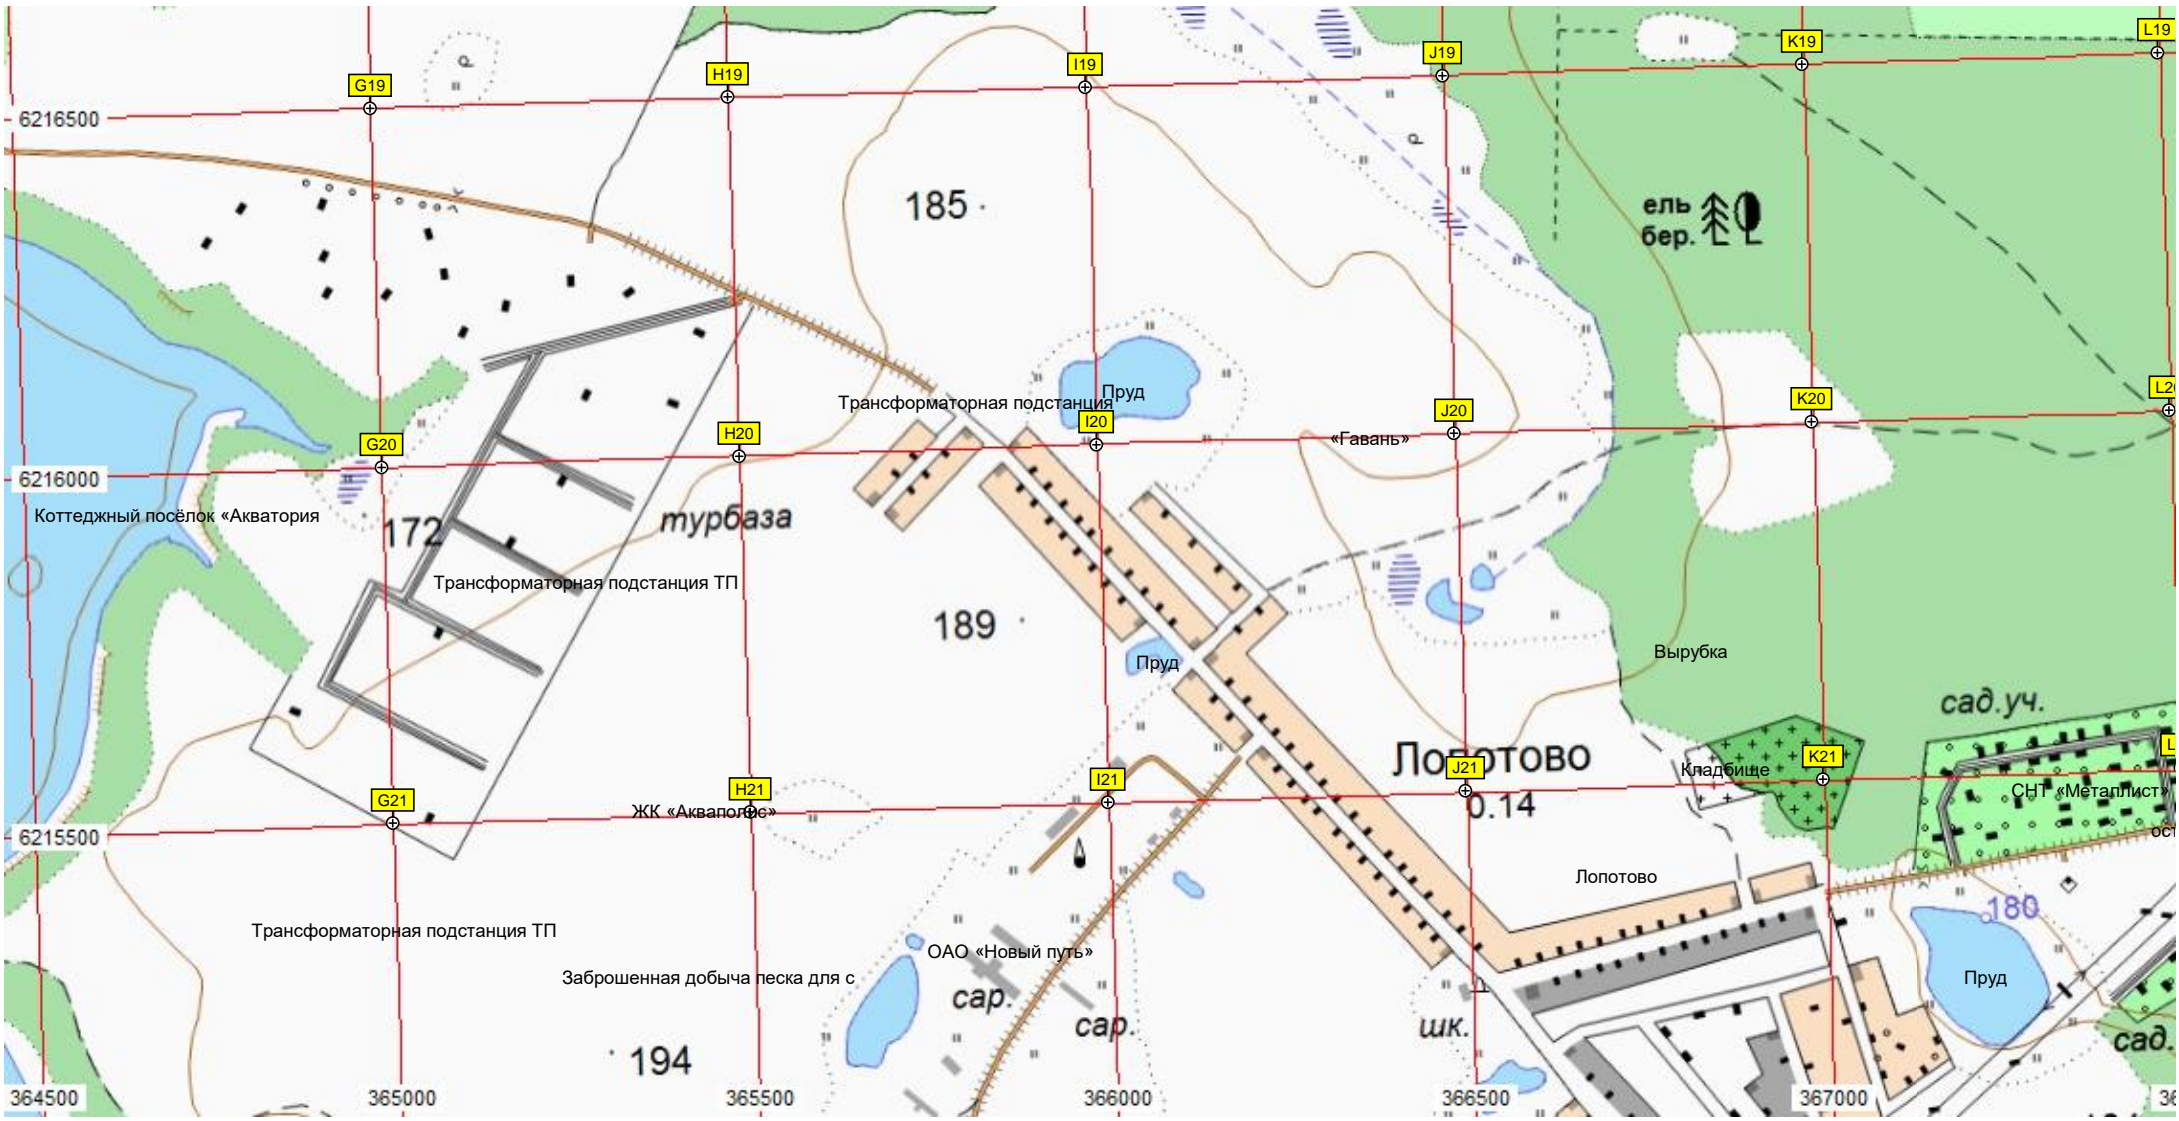 L19
K19
J19
I19
H19
G19
6216500
185
ель
бер.
Пруд
L20
K20
Трансформаторная подстанция
J20
I20
H20
«Гавань»
G20
6216000
Коттеджный посёлок «Акватория
172
турбаза
Трансформаторная подстанция ТП
189
Вырубка
Пруд
сад.уч.
Лопотово
K21
J21
Кладбище
I21
H21
СНТ «Металлист»
G21
0.14
ЖК «Акваполис»
6215500
ост
Лопотово
180
Трансформаторная подстанция ТП
ОАО «Новый путь»
Заброшенная добыча песка для с
Пруд
сар.
сар.
шк.
сад.
194
364500
365000
365500
366000
366500
367000